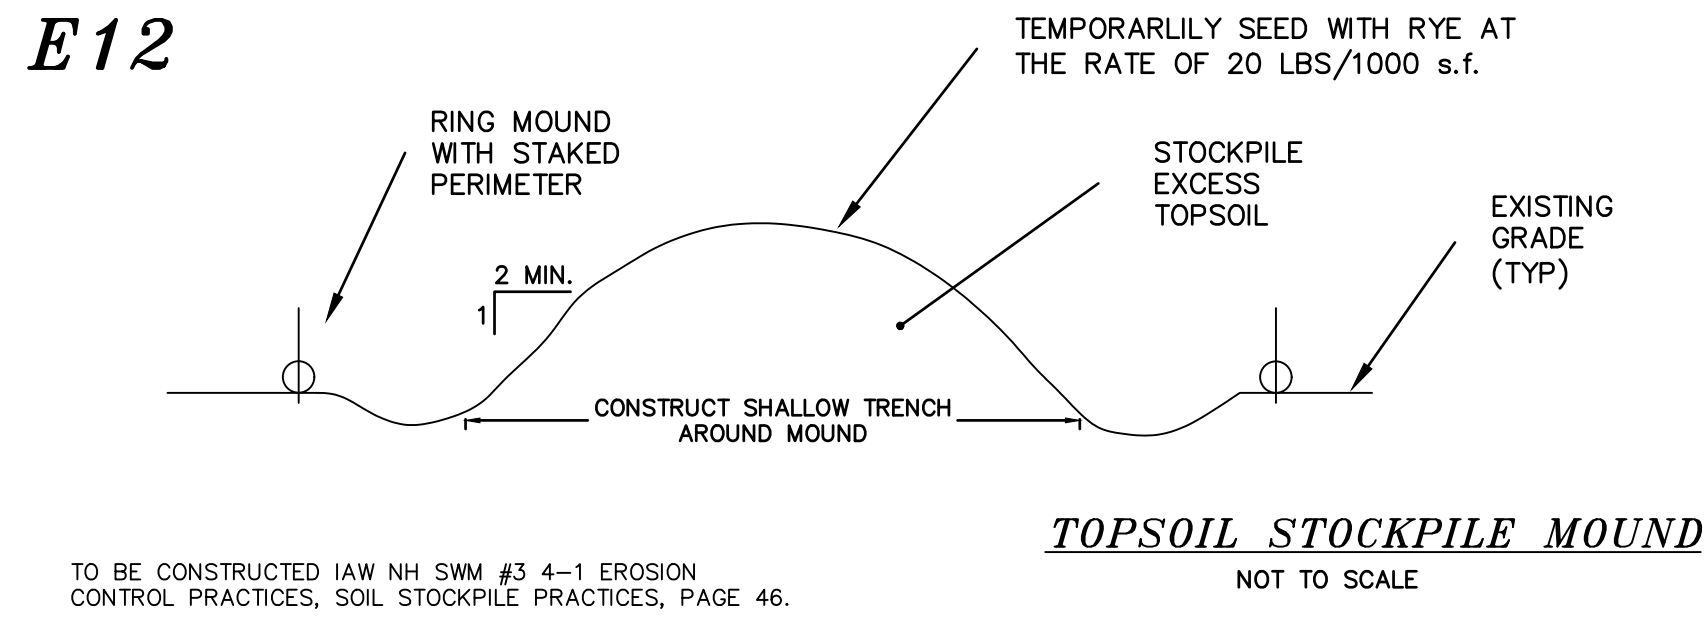 E12
TEMPORARLILY SEED WITH RYE AT
THE RATE OF 20 LBS/1000 s.f.
RING MOUND
WITH STAKED
PERIMETER
STOCKPILE
EXCESS
TOPSOIL
EXISTING
GRADE
(TYP)
2 MIN.
1
CONSTRUCT SHALLOW TRENCH
AROUND MOUND
TOPSOIL STOCKPILE MOUND
NOT TO SCALE
TO BE CONSTRUCTED IAW NH SWM #3 4-1 EROSION
CONTROL PRACTICES, SOIL STOCKPILE PRACTICES, PAGE 46.